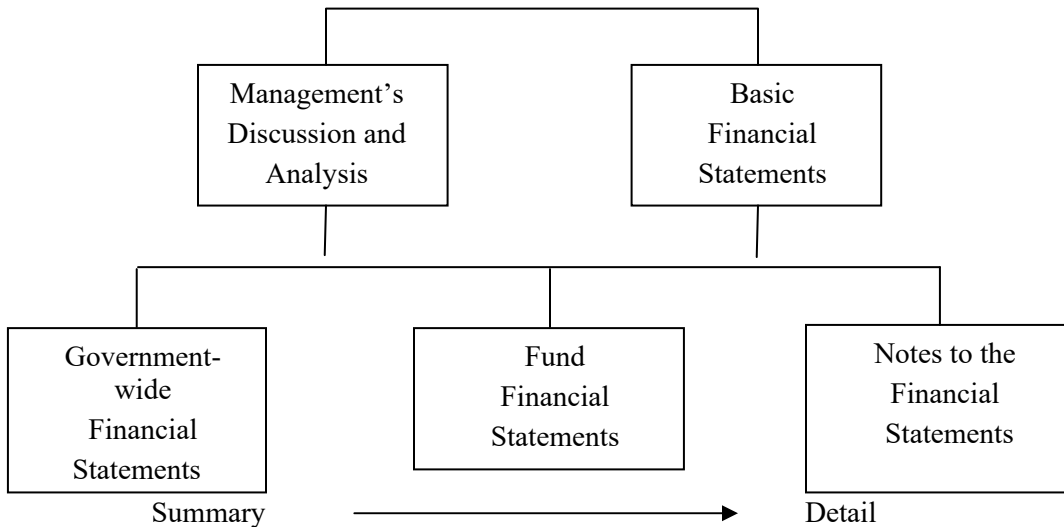 Management’s
Discussion and
Analysis
Basic
Financial
Statements
Government-
wide
Financial
Statements
Fund
Financial
Statements
Notes to the
Financial
Statements
Summary
Detail